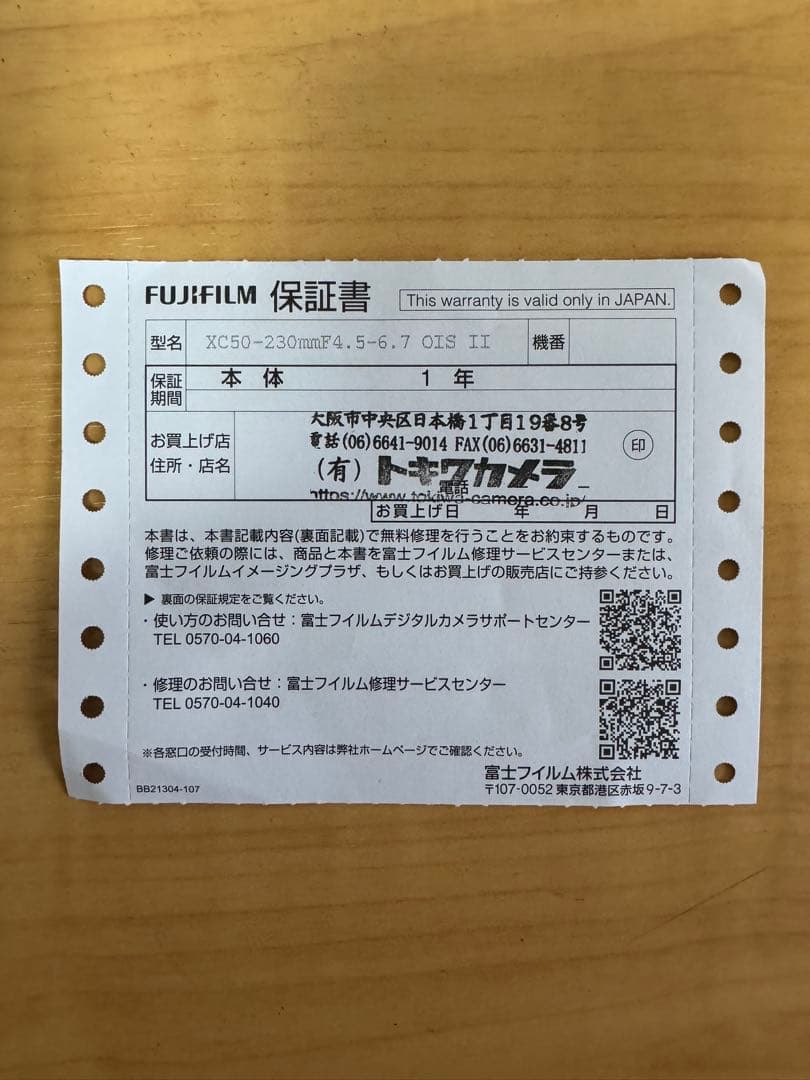 FUJIFILM 保証書 This warranty is valid only in JAPAN.
型名 XC50-230mmF4.5-6.7 OIS II 機番
保証期間 本体 1年
お買上げ店
住所・店名
大阪市中央区日本橋1丁目19番8号
電話(06)6641-9014 FAX(06)6631-4811
(有) トキワカメラ
電話
https://www.tokiwa-camera.co.jp/
印
お買上げ日 年 月 日
本書は、本書記載内容(裏面記載)で無料修理を行うことをお約束するものです。
修理ご依頼の際には、商品と本書を富士フイルム修理サービスセンターまたは、
富士フイルムイメージングプラザ、もしくはお買上げの販売店にご持参ください。
▶ 裏面の保証規定をご覧ください。
・使い方のお問い合せ：富士フイルムデジタルカメラサポートセンター
TEL 0570-04-1060
・修理のお問い合せ：富士フイルム修理サービスセンター
TEL 0570-04-1040
※各窓口の受付時間、サービス内容は弊社ホームページでご確認ください。
富士フイルム株式会社
BB21304-107
〒107-0052 東京都港区赤坂9-7-3